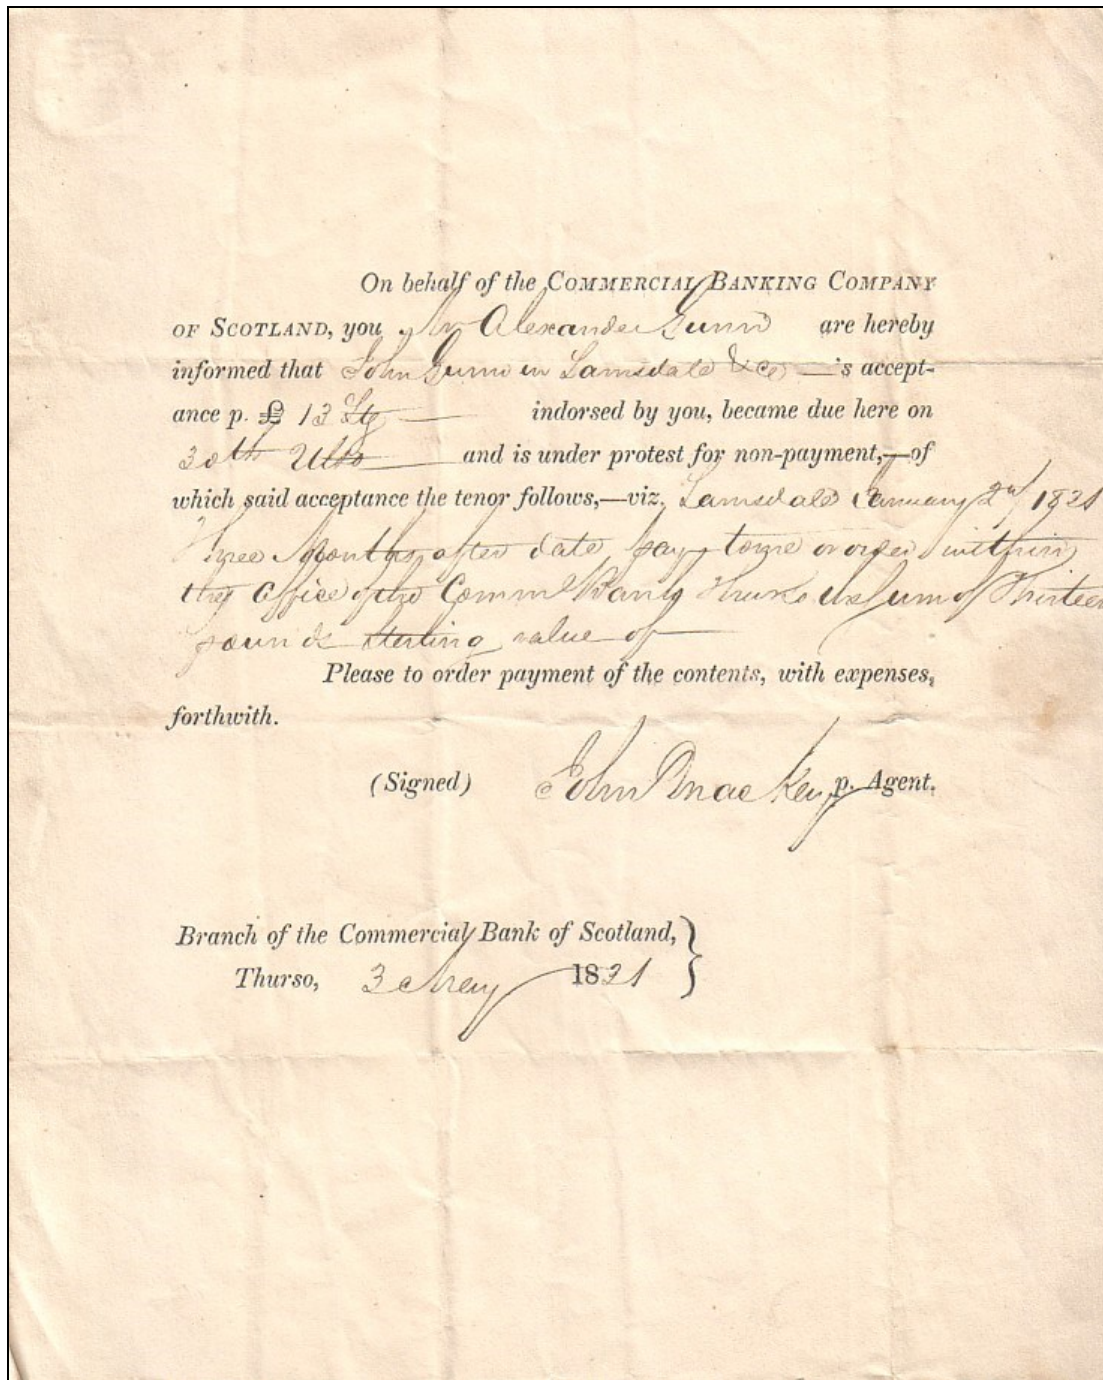 On behalf of the COMMERCIAL BANKING COMPANY
OF SCOTLAND, you Mr Alexander Gunn are hereby
informed that John Gunn in Lamsdale & Co 's accept-
ance p. £ 13 Stg indorsed by you, became due here on
30th Ulto and is under protest for non-payment,—of
which said acceptance the tenor follows,—viz. Lamsdale January 2nd 1821
Three Months after date pay to me or order within
the Office of the Comml Bank Thurso the Sum of Thirteen
pounds sterling value of
Please to order payment of the contents, with expenses,
forthwith.
(Signed) John Mackay p. Agent.
Branch of the Commercial Bank of Scotland,
Thurso, 3 May 1821